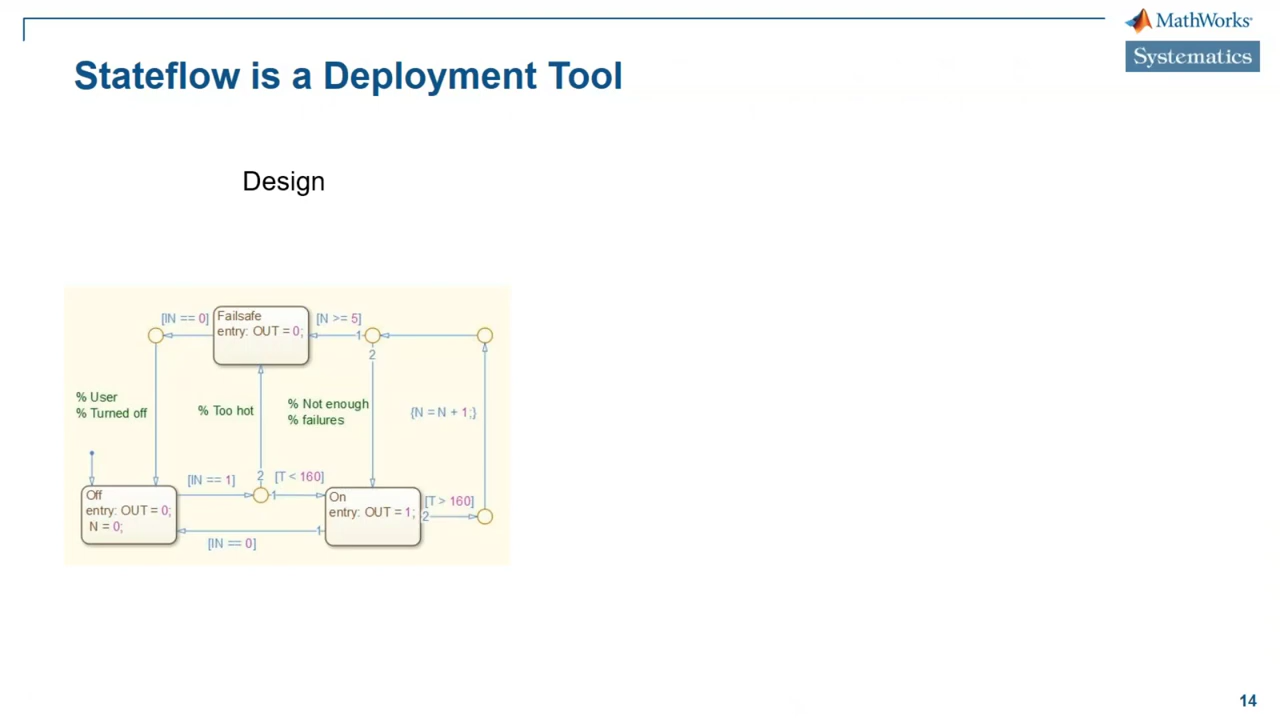 MathWorks
Systematics
Stateflow is a Deployment Tool
Design
[IN == 0]
Failsafe
entry: OUT = 0;
[N >= 5]
1
2
% User
% Turned off
% Too hot
% Not enough
% failures
{N = N + 1;}
Off
entry: OUT = 0;
N = 0;
[IN == 1]
2
1
[T < 160]
On
entry: OUT = 1;
[T > 160]
2
1
[IN == 0]
14